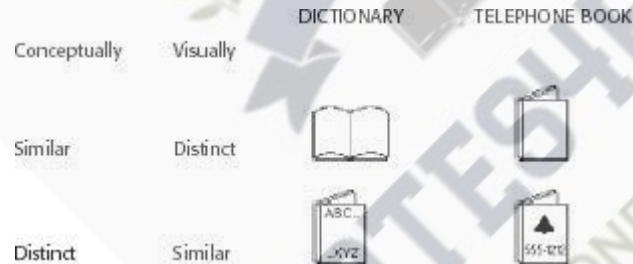 DICTIONARY TELEPHONE BOOK
Conceptually Visually
Similar Distinct
ABC...
...XYZ
555-1212
Distinct Similar